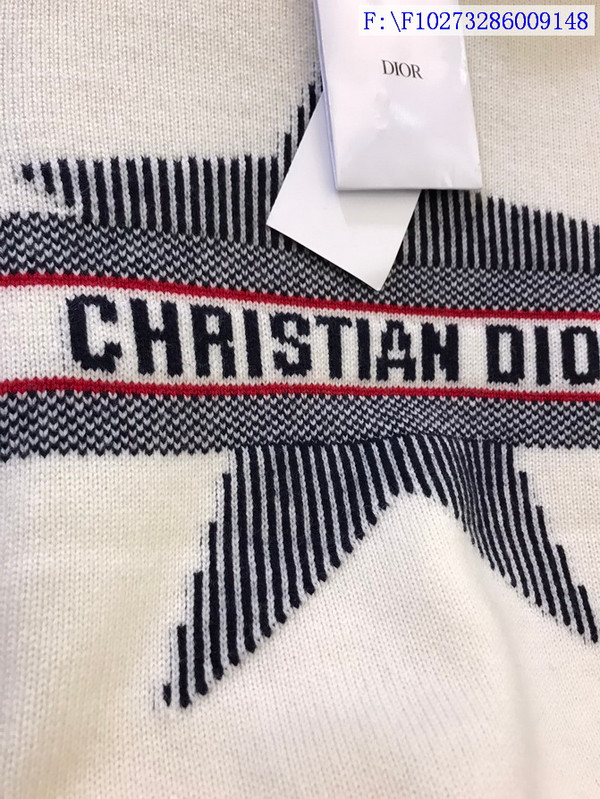 F:\F10273286009148
DIOR
CHRISTIAN DIO